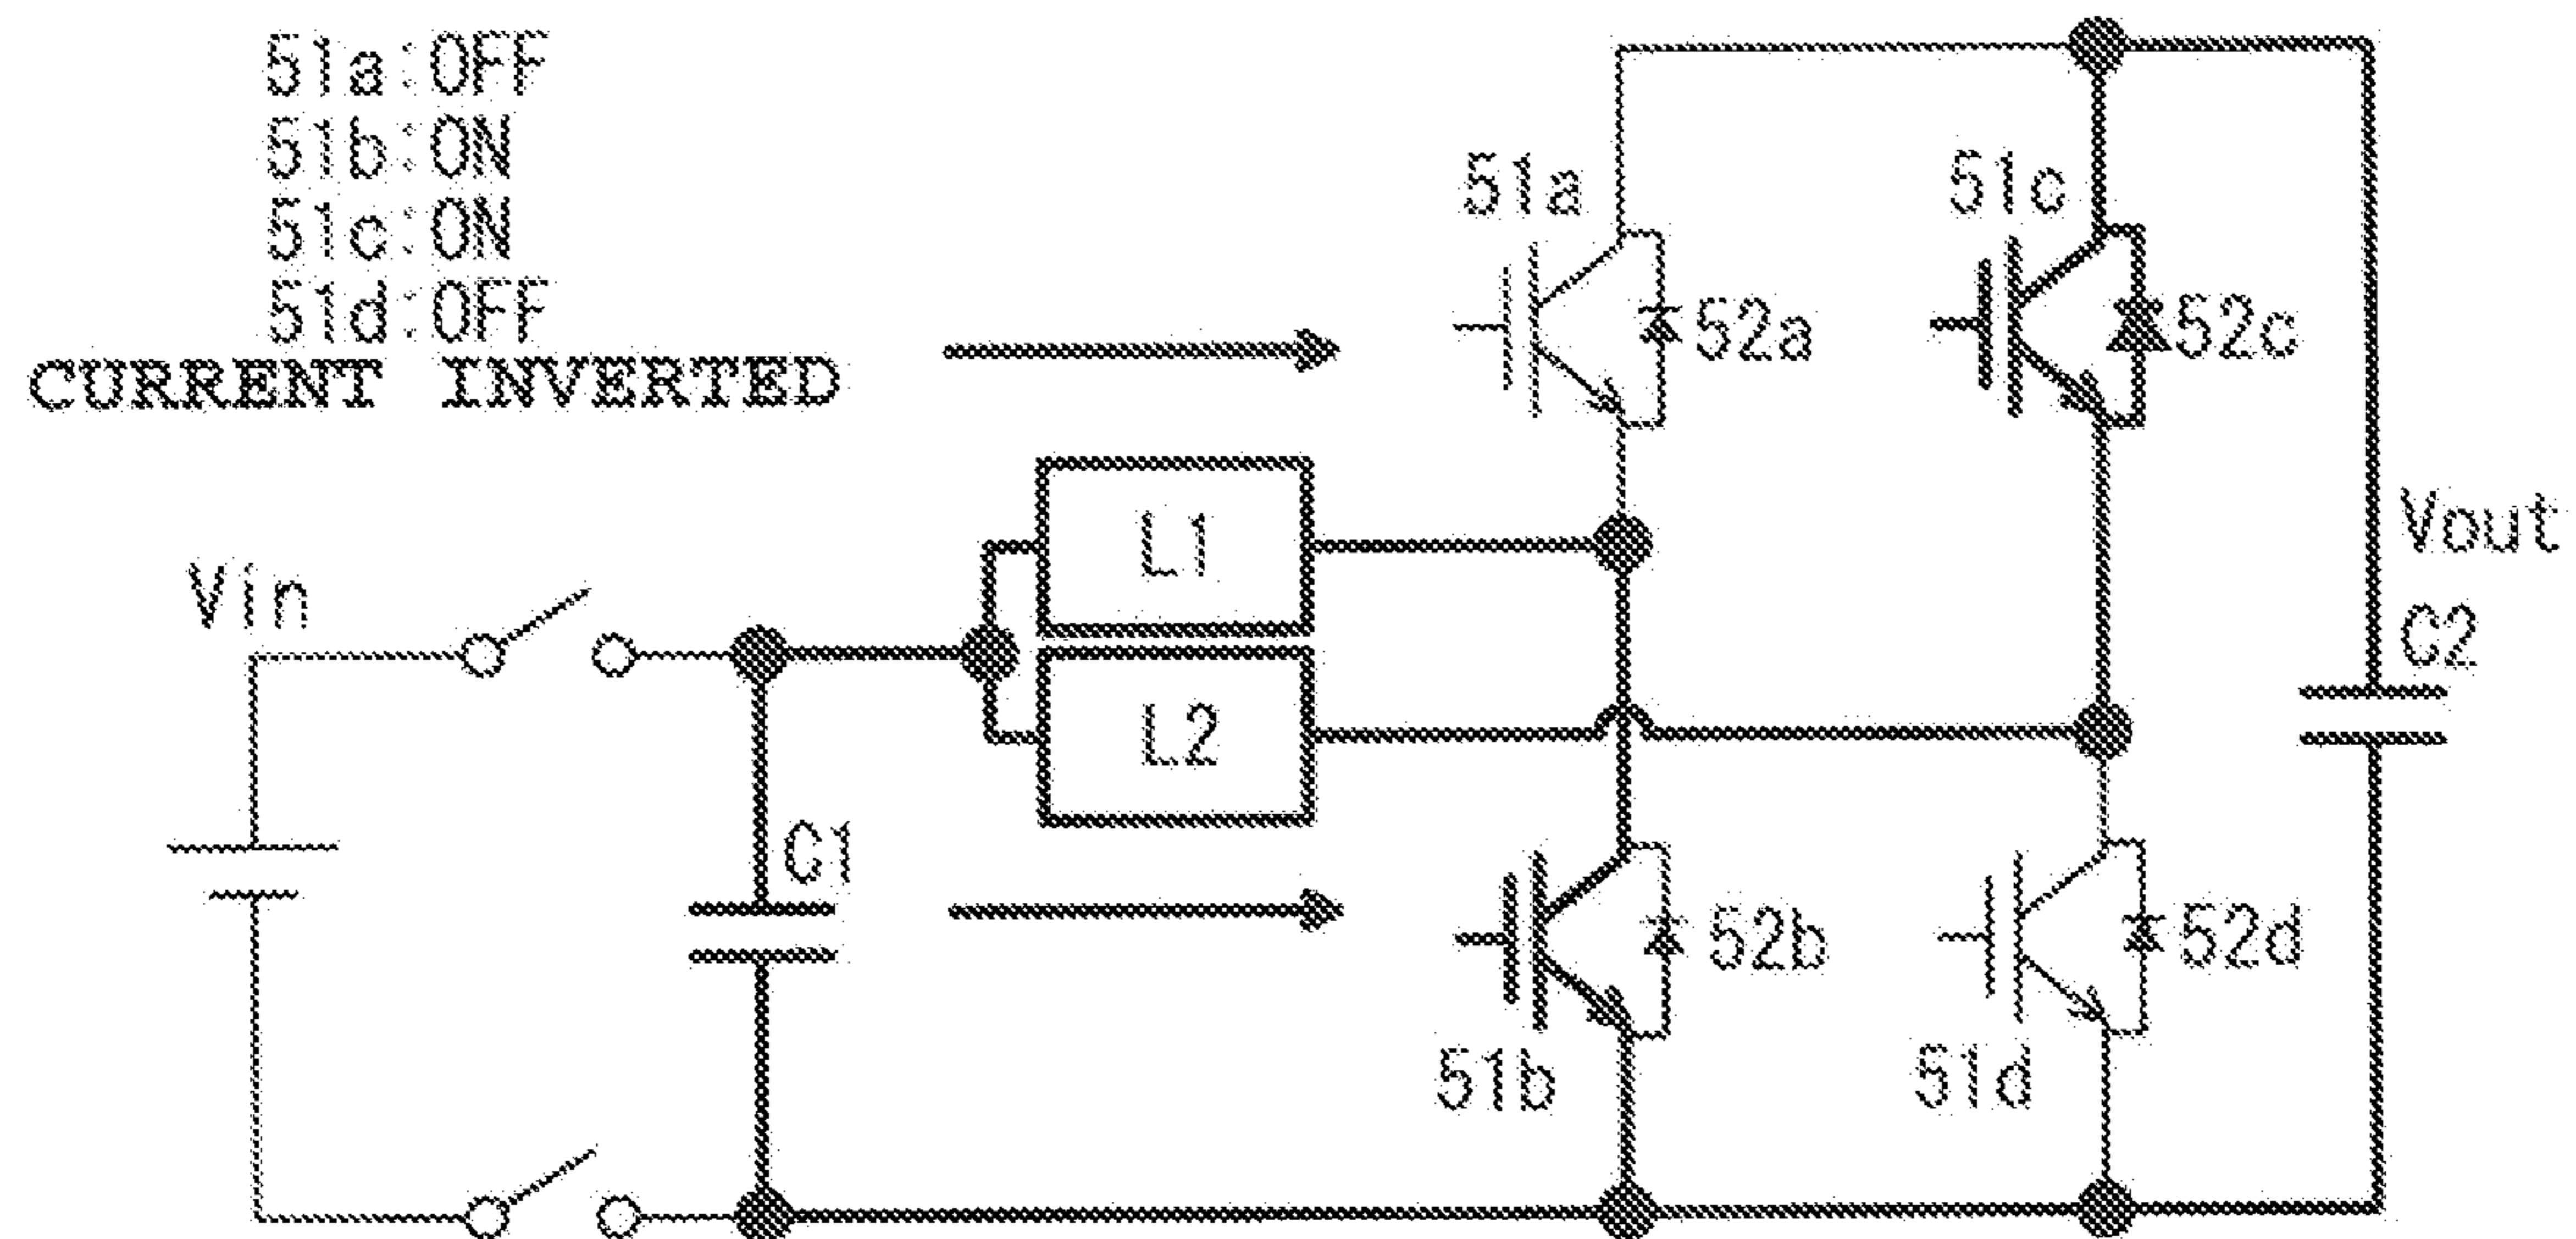 51a:OFF
51b:ON
51c:ON
51d:OFF
CURRENT INVERTED
51a
51c
52a
52c
L1
Vout
Vin
C2
L2
C1
52b
52d
51b
51d